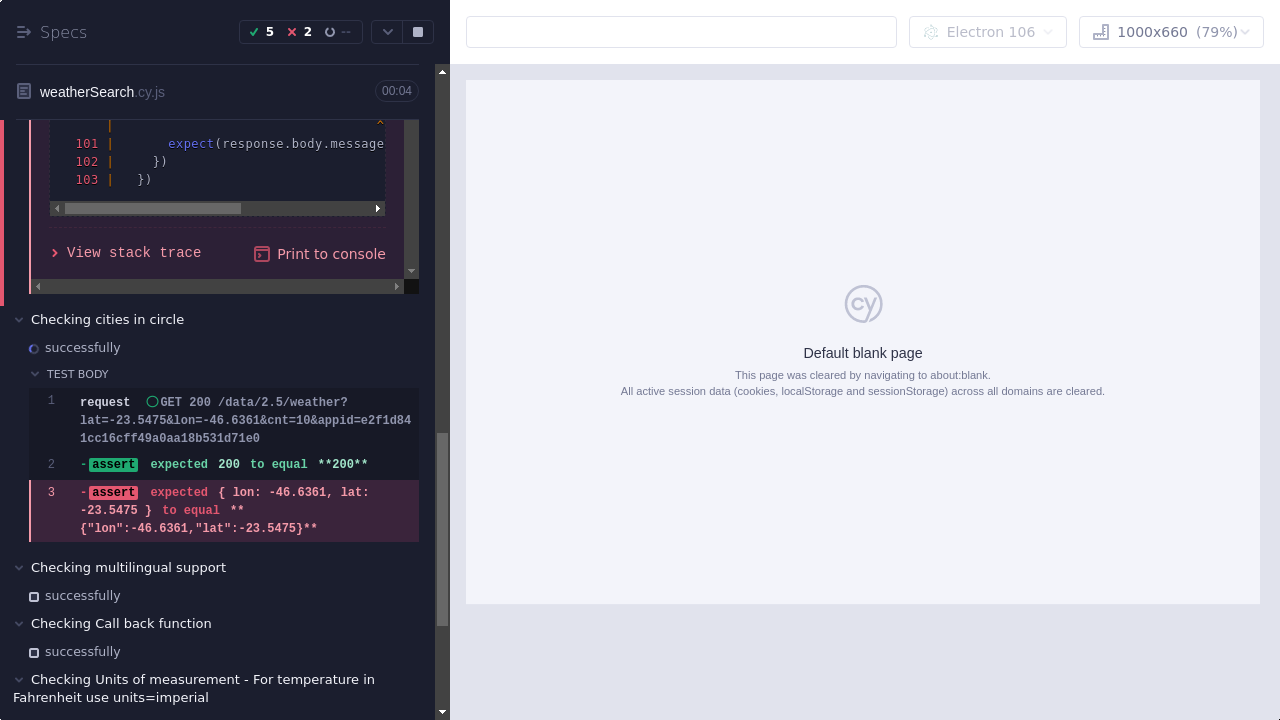 Specs
5 2 --
Electron 106
1000x660 (79%)
weatherSearch.cy.js
00:04
|
^
101 | expect(response.body.message
102 | })
103 | })
View stack trace
Print to console
Checking cities in circle
successfully
TEST BODY
1 request GET 200 /data/2.5/weather?
lat=-23.5475&lon=-46.6361&cnt=10&appid=e2f1d84
1cc16cff49a0aa18b531d71e0
2 -assert expected 200 to equal **200**
3 -assert expected { lon: -46.6361, lat:
-23.5475 } to equal **
{"lon":-46.6361,"lat":-23.5475}**
Checking multilingual support
successfully
Checking Call back function
successfully
Checking Units of measurement - For temperature in
Fahrenheit use units=imperial
cy
Default blank page
This page was cleared by navigating to about:blank.
All active session data (cookies, localStorage and sessionStorage) across all domains are cleared.